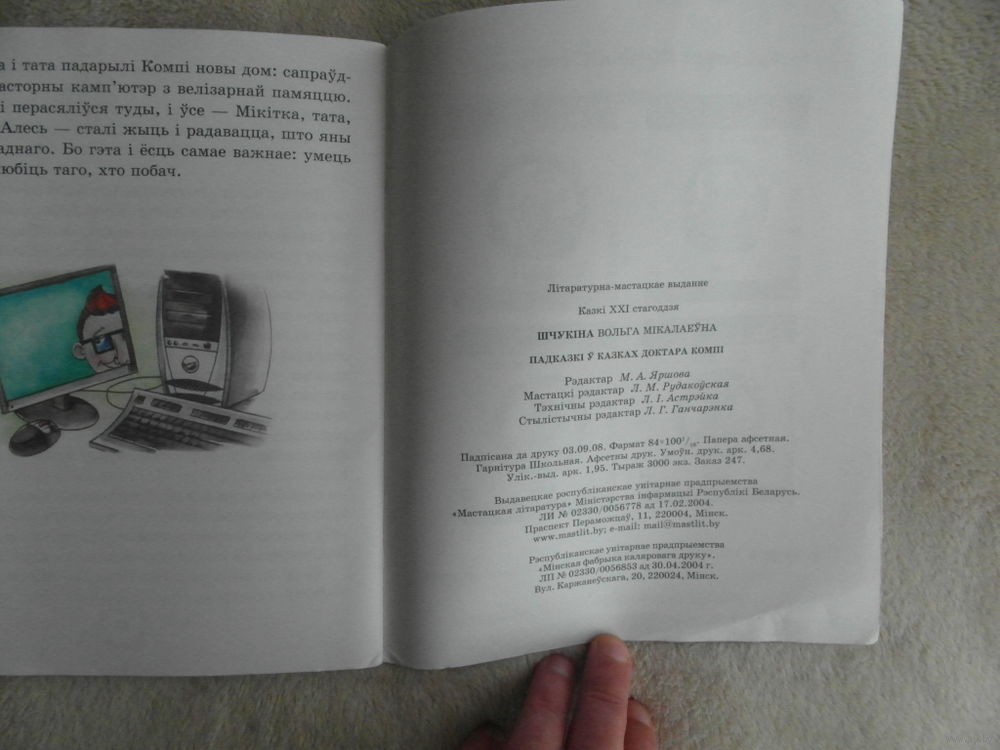 а і тата падарылі Компі новы дом: сапраўд-
асторны камп’ютэр з велізарнай памяццю.
і перасяліўся туды, і ўсе — Мікітка, тата,
Алесь — сталі жыць і радавацца, што яны
аднаго. Бо гэта і ёсць самае важнае: умець
юбіць таго, хто побач.
Літаратурна-мастацкае выданне
Казкі XXI стагоддзя
ШЧУКІНА ВОЛЬГА МІКАЛАЕЎНА
ПАДКАЗКІ Ў КАЗКАХ ДОКТАРА КОМПІ
Рэдактар М. А. Яршова
Мастацкі рэдактар Л. М. Рудакоўская
Тэхнічны рэдактар Л. І. Астрэйка
Стылістычны рэдактар Л. Г. Ганчарэнка
Падпісана да друку 03.09.08. Фармат 84×100¹/₁₆. Папера афсетная.
Гарнітура Школьная. Афсетны друк. Умоўн. друк. арк. 4,68.
Улік.-выд. арк. 1,95. Тыраж 3000 экз. Заказ 247.
Выдавецкае рэспубліканскае унітарнае прадпрыемства
«Мастацкая літаратура» Міністэрства інфармацыі Рэспублікі Беларусь.
ЛИ № 02330/0056778 ад 17.02.2004.
Праспект Пераможцаў, 11, 220004, Мінск.
www.mastlit.by; e-mail: mail@mastlit.by
Рэспубліканскае унітарнае прадпрыемства
«Мінская фабрыка каляровага друку».
ЛП № 02330/0056853 ад 30.04.2004 г.
Вул. Каржанеўскага, 20, 220024, Мінск.